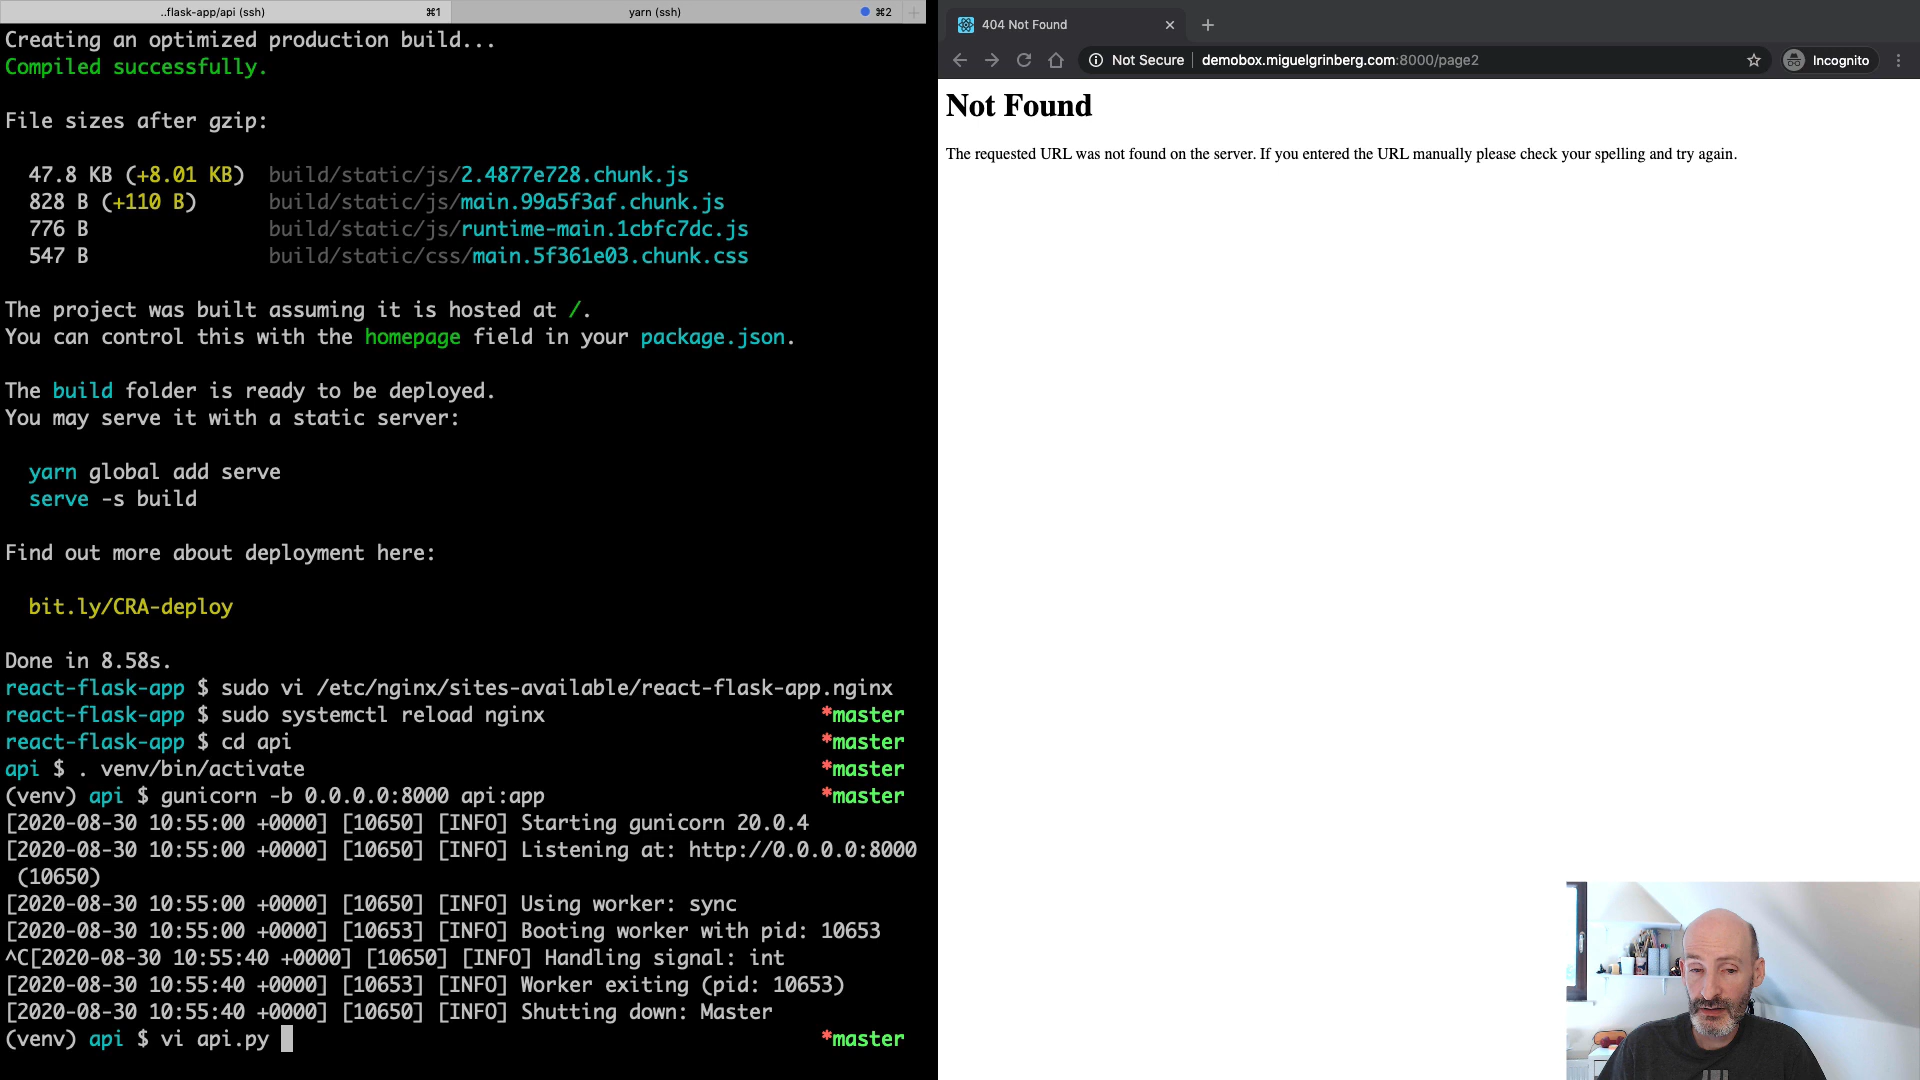 ..flask-app/api (ssh) ⌘1 yarn (ssh) ⌘2
Creating an optimized production build...
Compiled successfully.
File sizes after gzip:
47.8 KB (+8.01 KB) build/static/js/2.4877e728.chunk.js
828 B (+110 B) build/static/js/main.99a5f3af.chunk.js
776 B build/static/js/runtime-main.1cbfc7dc.js
547 B build/static/css/main.5f361e03.chunk.css
The project was built assuming it is hosted at /.
You can control this with the homepage field in your package.json.
The build folder is ready to be deployed.
You may serve it with a static server:
yarn global add serve
serve -s build
Find out more about deployment here:
bit.ly/CRA-deploy
Done in 8.58s.
react-flask-app $ sudo vi /etc/nginx/sites-available/react-flask-app.nginx
react-flask-app $ sudo systemctl reload nginx *master
react-flask-app $ cd api *master
api $ . venv/bin/activate *master
(venv) api $ gunicorn -b 0.0.0.0:8000 api:app *master
[2020-08-30 10:55:00 +0000] [10650] [INFO] Starting gunicorn 20.0.4
[2020-08-30 10:55:00 +0000] [10650] [INFO] Listening at: http://0.0.0.0:8000
(10650)
[2020-08-30 10:55:00 +0000] [10650] [INFO] Using worker: sync
[2020-08-30 10:55:00 +0000] [10653] [INFO] Booting worker with pid: 10653
^C[2020-08-30 10:55:40 +0000] [10650] [INFO] Handling signal: int
[2020-08-30 10:55:40 +0000] [10653] [INFO] Worker exiting (pid: 10653)
[2020-08-30 10:55:40 +0000] [10650] [INFO] Shutting down: Master
(venv) api $ vi api.py *master
404 Not Found
Not Secure | demobox.miguelgrinberg.com:8000/page2 Incognito
Not Found
The requested URL was not found on the server. If you entered the URL manually please check your spelling and try again.